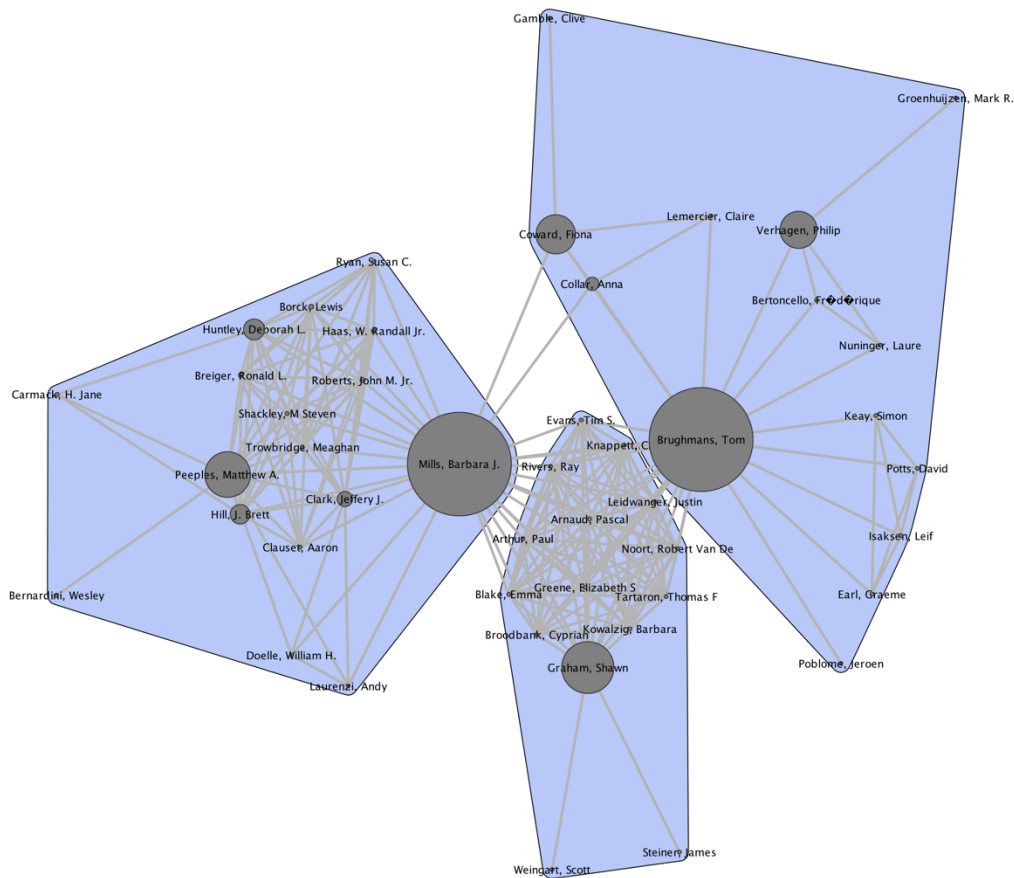 Gamble, Clive
Groenhuijzen, Mark R.
Lemercier, Claire
Coward, Fiona
Verhagen, Philip
Ryan, Susan C.
Collar, Anna
Borck, Lewis
Bertoncello, Fr�d�rique
Huntley, Deborah L.
Haas, W. Randall Jr.
Nuninger, Laure
Breiger, Ronald L.
Roberts, John M. Jr.
Carmack, H. Jane
Shackley, M Steven
Evans, Tim S.
Keay, Simon
Trowbridge, Meaghan
Knappett, C
Brughmans, Tom
Mills, Barbara J.
Rivers, Ray
Potts, David
Peeples, Matthew A.
Clark, Jeffery J.
Leidwanger, Justin
Hill, J. Brett
Arnaud, Pascal
Isaksen, Leif
Arthur, Paul
Clauset, Aaron
Noort, Robert Van De
Greene, Elizabeth S
Bernardini, Wesley
Blake, Emma
Tartaron, Thomas F
Earl, Graeme
Broodbank, Cyprian
Kowalzig, Barbara
Doelle, William H.
Poblome, Jeroen
Graham, Shawn
Laurenzi, Andy
Steiner, James
Weingart, Scott